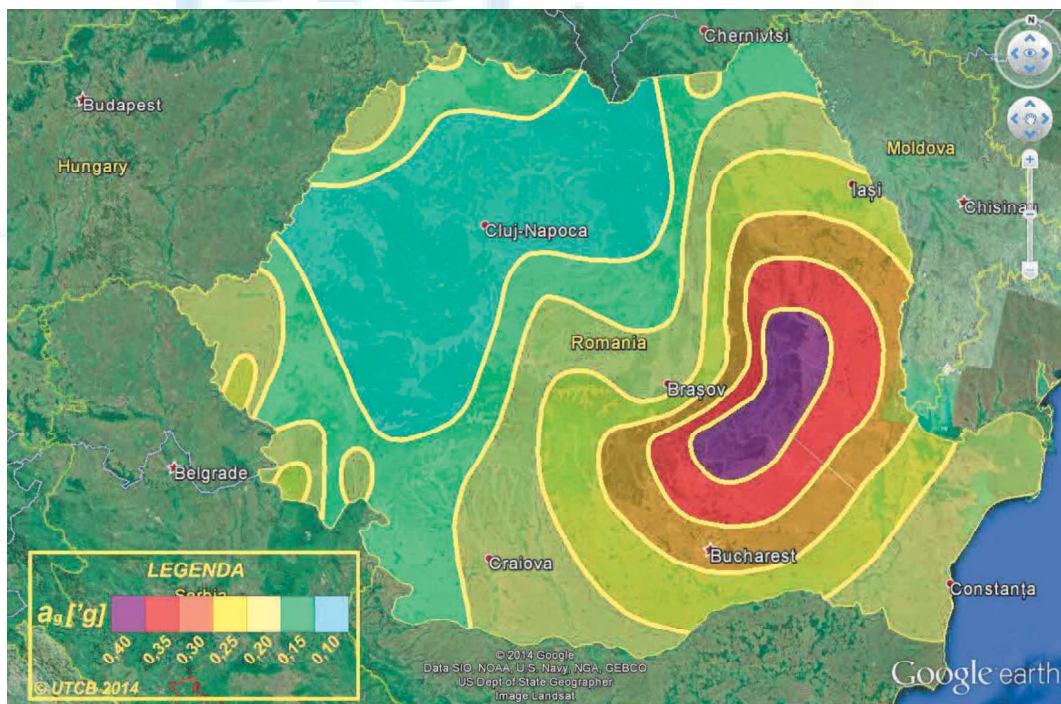 N
Chernivtsi
Budapest
Hungary
Moldova
Iași
Chisinau
Cluj-Napoca
Romania
Brașov
Belgrade
Craiova
Bucharest
Constanța
LEGENDA
Serbia
ag['g]
0,40 0,35 0,30 0,25 0,20 0,15 0,10
© UTCB 2014
© 2014 Google
Data SIO, NOAA, U.S. Navy, NGA, GEBCO
US Dept of State Geographer
Image Landsat
Google earth